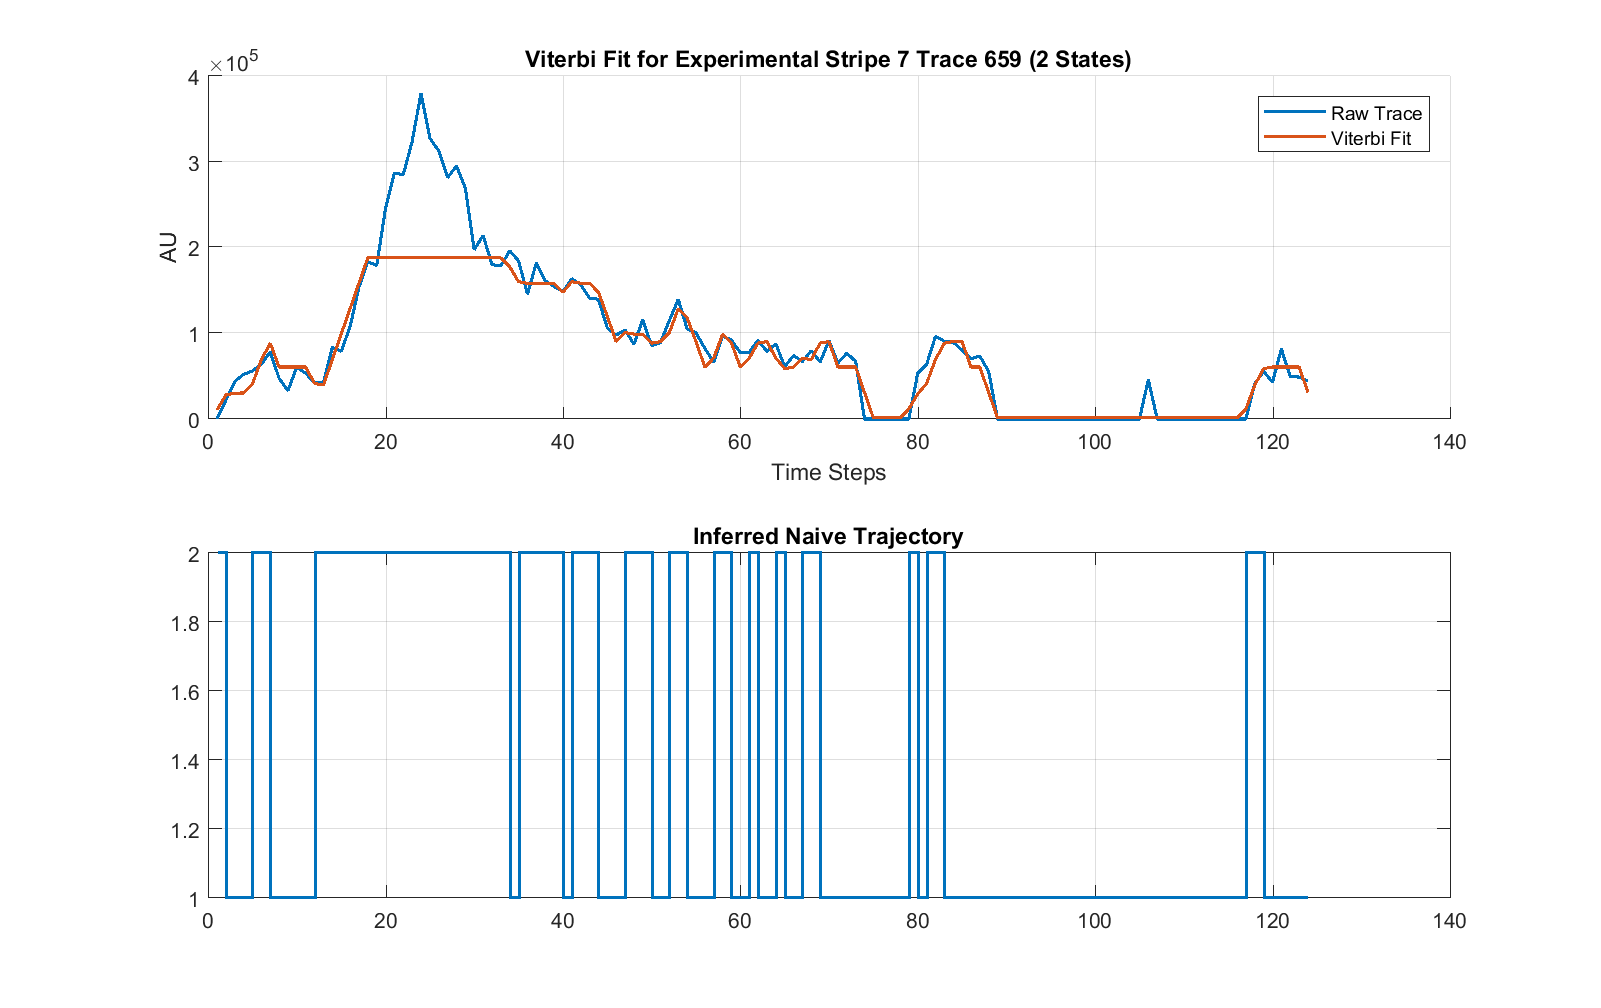 Viterbi Fit for Experimental Stripe 7 Trace 659 (2 States)
×10⁵
4
3
2
1
0
AU
Raw Trace
Viterbi Fit
0 20 40 60 80 100 120 140
Time Steps
Inferred Naive Trajectory
2
1.8
1.6
1.4
1.2
1
0 20 40 60 80 100 120 140